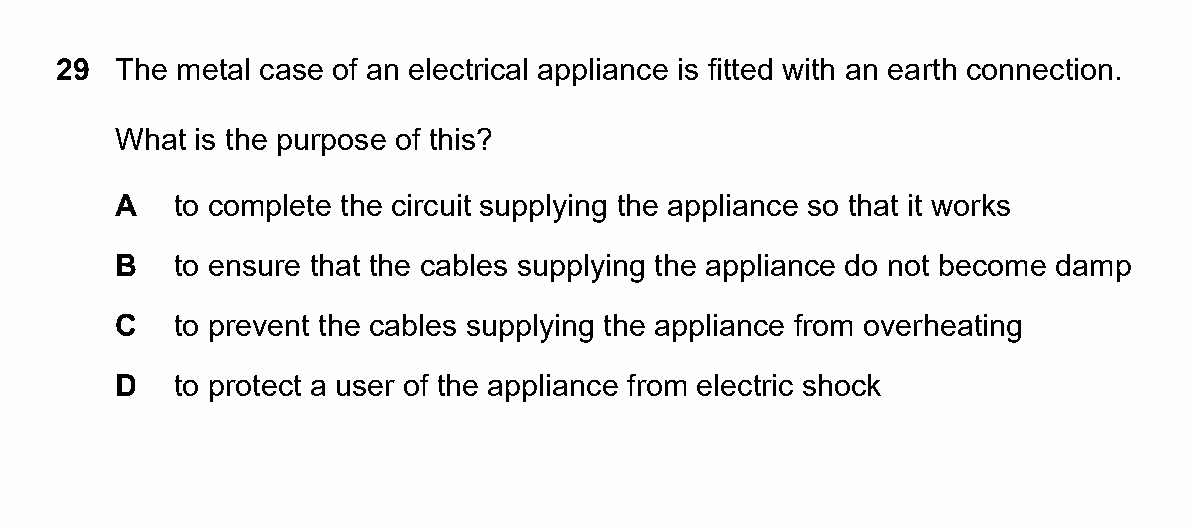 29 The metal case of an electrical appliance is fitted with an earth connection.
What is the purpose of this?
A to complete the circuit supplying the appliance so that it works
B to ensure that the cables supplying the appliance do not become damp
C to prevent the cables supplying the appliance from overheating
D to protect a user of the appliance from electric shock